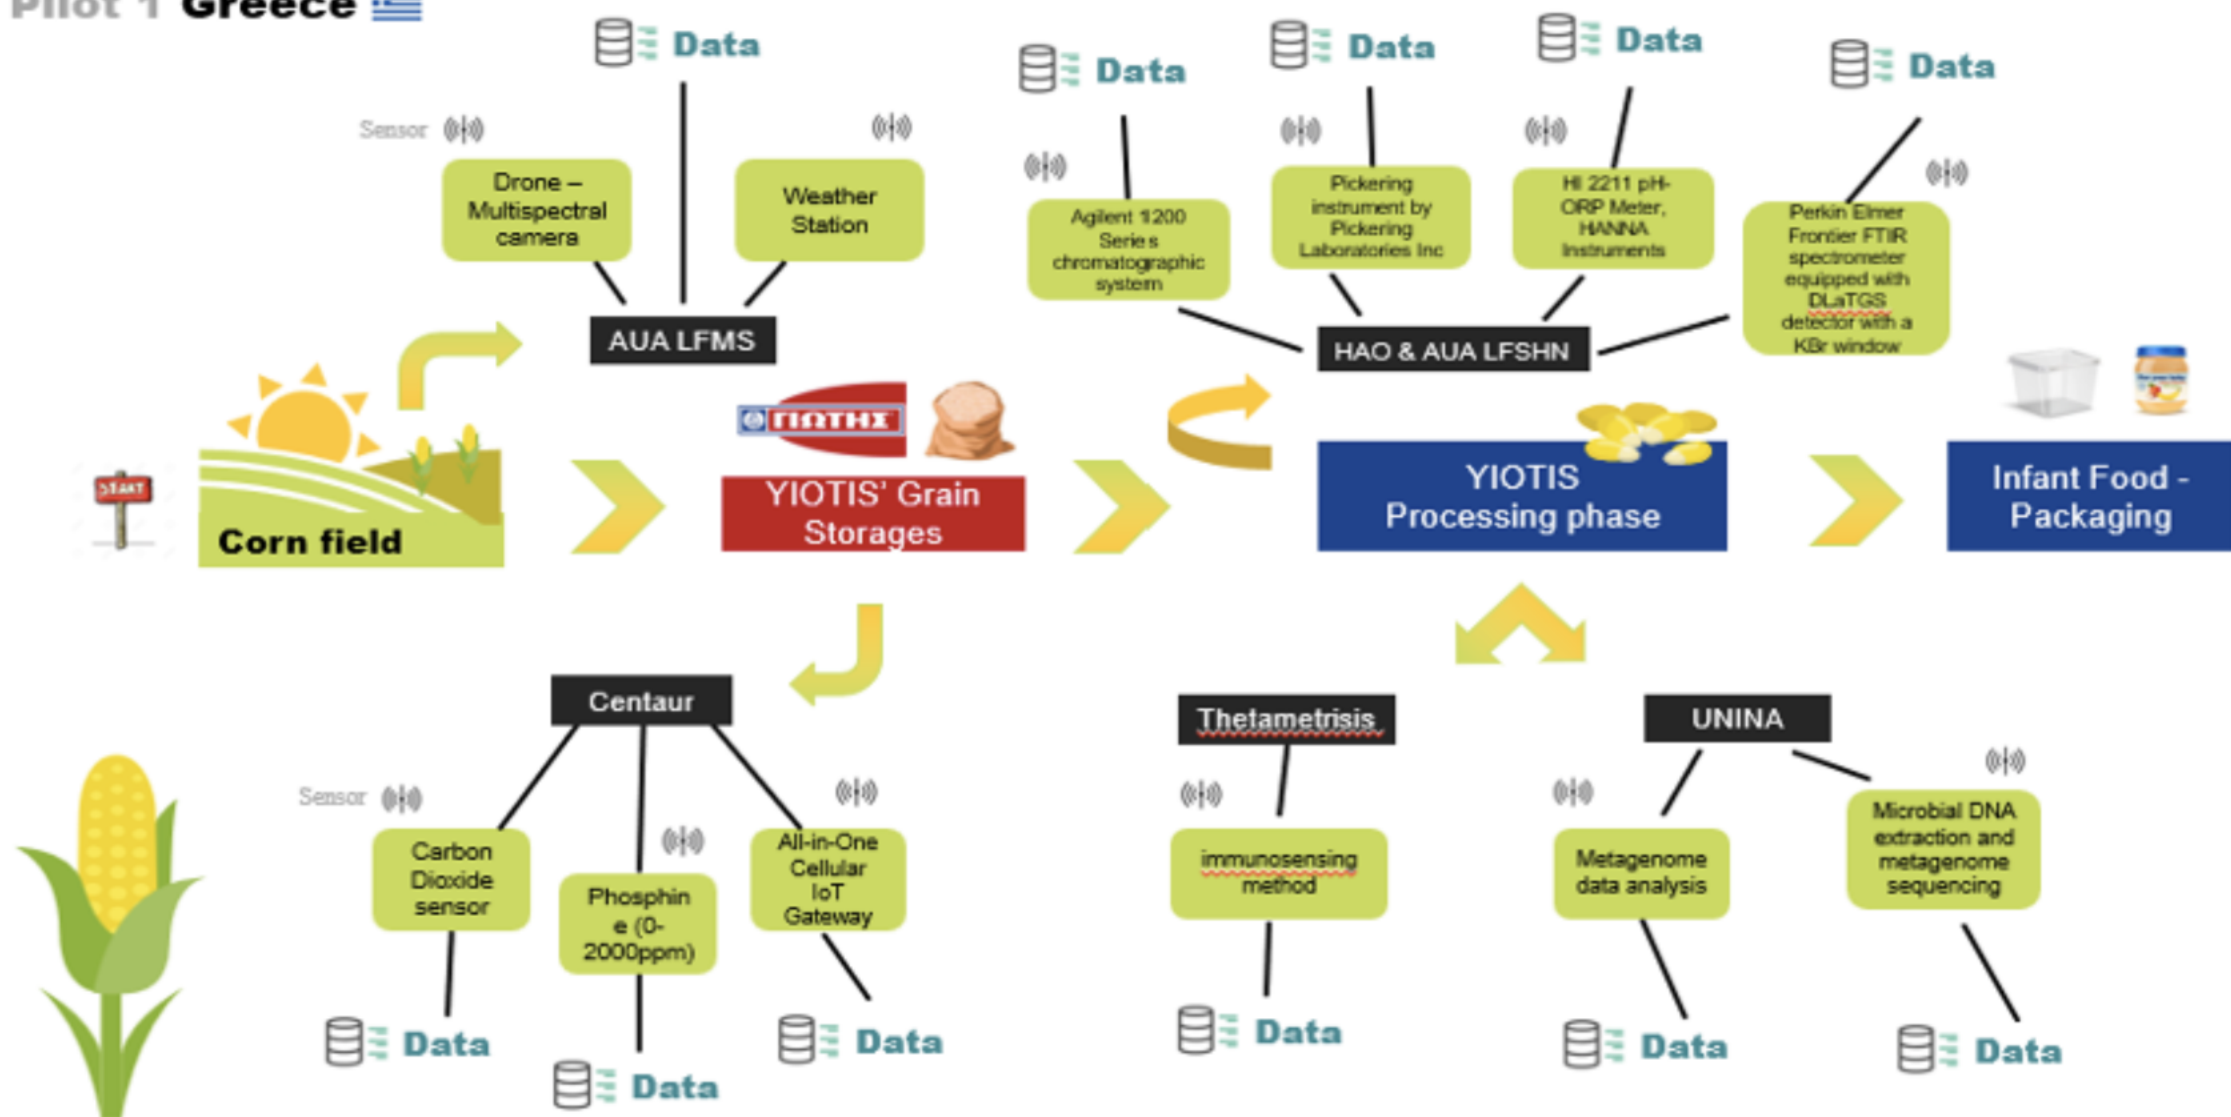 Pilot 1 Greece
Data
Data
Data
Data
Data
Sensor
Drone –
Multispectral
camera
Weather
Station
Agilent 1200
Series
chromatographic
system
Pickering
instrument by
Pickering
Laboratories Inc
HI 2211 pH-
ORP Meter,
HANNA
Instruments
Perkin Elmer
Frontier FTIR
spectrometer
equipped with
DLaTGS
detector with a
KBr window
AUA LFMS
HAO & AUA LFSHN
START
Corn field
ΓΙΩΤΗΣ
YIOTIS' Grain
Storages
YIOTIS
Processing phase
Infant Food -
Packaging
Centaur
Thetametrisis
UNINA
Sensor
Carbon
Dioxide
sensor
Phosphin
e (0-
2000ppm)
All-in-One
Cellular
IoT
Gateway
immunosensing
method
Metagenome
data analysis
Microbial DNA
extraction and
metagenome
sequencing
Data
Data
Data
Data
Data
Data